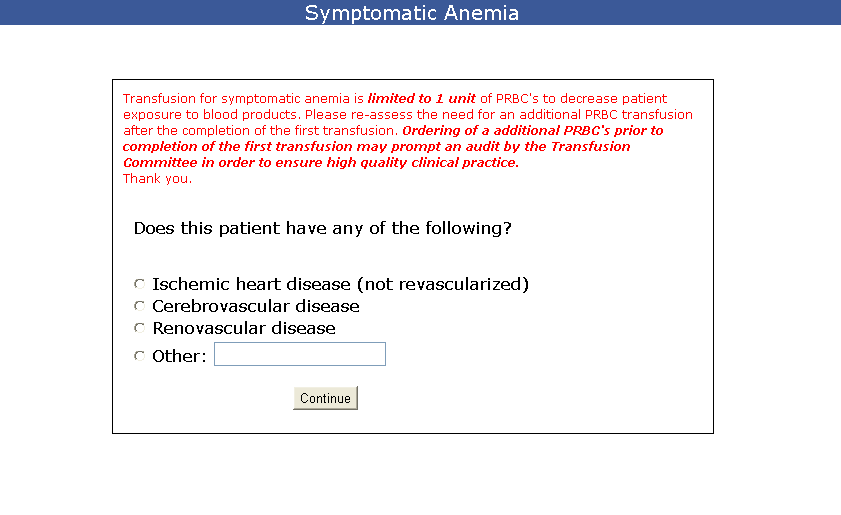 Symptomatic Anemia
Transfusion for symptomatic anemia is limited to 1 unit of PRBC's to decrease patient
exposure to blood products. Please re-assess the need for an additional PRBC transfusion
after the completion of the first transfusion. Ordering of a additional PRBC's prior to
completion of the first transfusion may prompt an audit by the Transfusion
Committee in order to ensure high quality clinical practice.
Thank you.
Does this patient have any of the following?
Ischemic heart disease (not revascularized)
Cerebrovascular disease
Renovascular disease
Other:
Continue